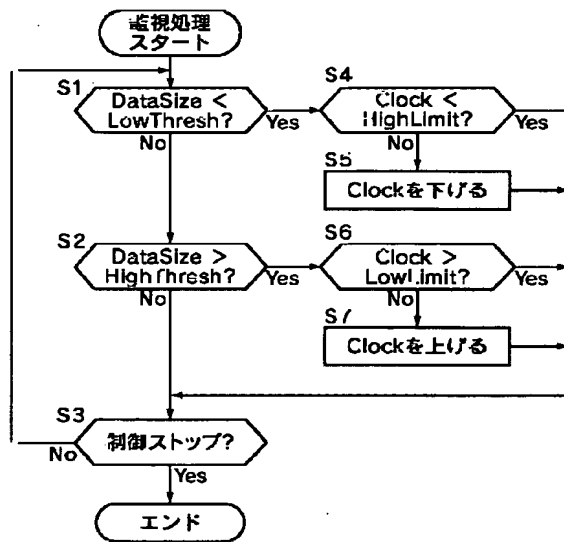 監視処理
スタート
S1
DataSize <
LowThresh?
Yes
No
S4
Clock <
HighLimit?
Yes
No
S5
Clockを下げる
S2
DataSize >
HighThresh?
Yes
No
S6
Clock >
LowLimit?
Yes
No
S7
Clockを上げる
S3
制御ストップ?
No
Yes
エンド